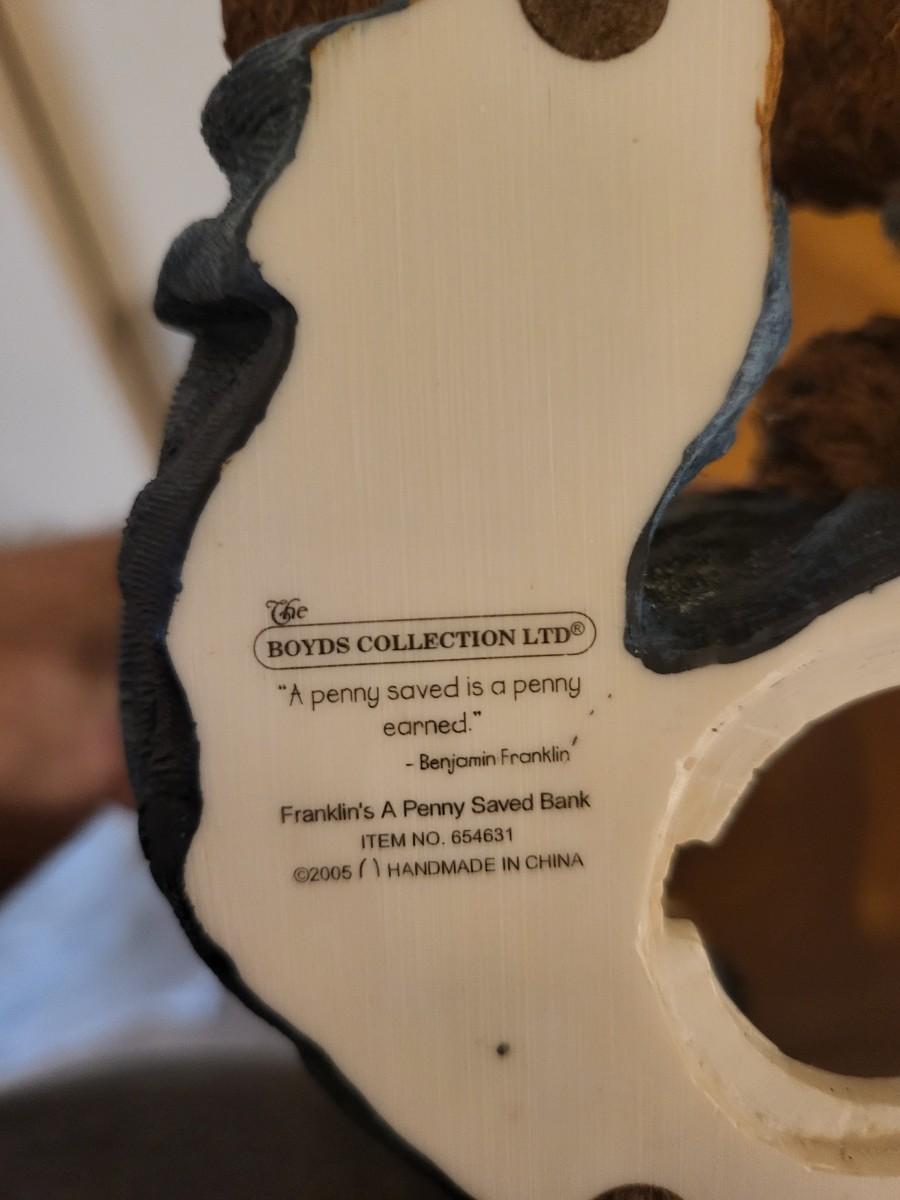 The
BOYDS COLLECTION LTD®
"A penny saved is a penny
earned."
- Benjamin Franklin
Franklin's A Penny Saved Bank
ITEM NO. 654631
©2005 ( ) HANDMADE IN CHINA